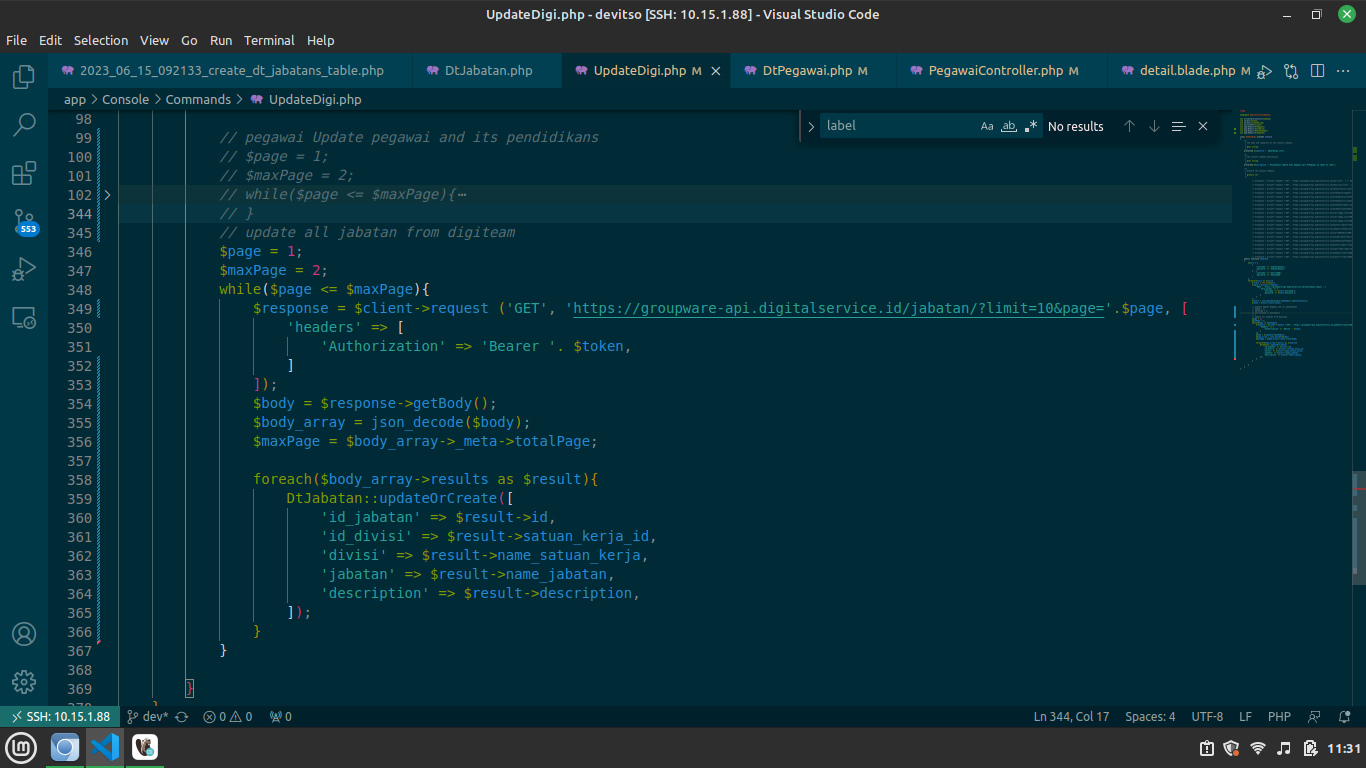 UpdateDigi.php - devitso [SSH: 10.15.1.88] - Visual Studio Code
File Edit Selection View Go Run Terminal Help
2023_06_15_092133_create_dt_jabatans_table.php DtJabatan.php UpdateDigi.php M DtPegawai.php M PegawaiController.php M detail.blade.php M
app > Console > Commands > UpdateDigi.php
label Aa ab No results
98
99 // pegawai Update pegawai and its pendidikans
100 // $page = 1;
101 // $maxPage = 2;
102 // while($page <= $maxPage){⋯
344 // }
345 // update all jabatan from digiteam
346 $page = 1;
347 $maxPage = 2;
348 while($page <= $maxPage){
349 $response = $client->request ('GET', 'https://groupware-api.digitalservice.id/jabatan/?limit=10&page='.$page, [
350 'headers' => [
351 'Authorization' => 'Bearer '. $token,
352 ]
353 ]);
354 $body = $response->getBody();
355 $body_array = json_decode($body);
356 $maxPage = $body_array->_meta->totalPage;
357
358 foreach($body_array->results as $result){
359 DtJabatan::updateOrCreate([
360 'id_jabatan' => $result->id,
361 'id_divisi' => $result->satuan_kerja_id,
362 'divisi' => $result->name_satuan_kerja,
363 'jabatan' => $result->name_jabatan,
364 'description' => $result->description,
365 ]);
366 }
367 }
368
369 }
553
SSH: 10.15.1.88 dev* 0 0 0 Ln 344, Col 17 Spaces: 4 UTF-8 LF PHP
11:31